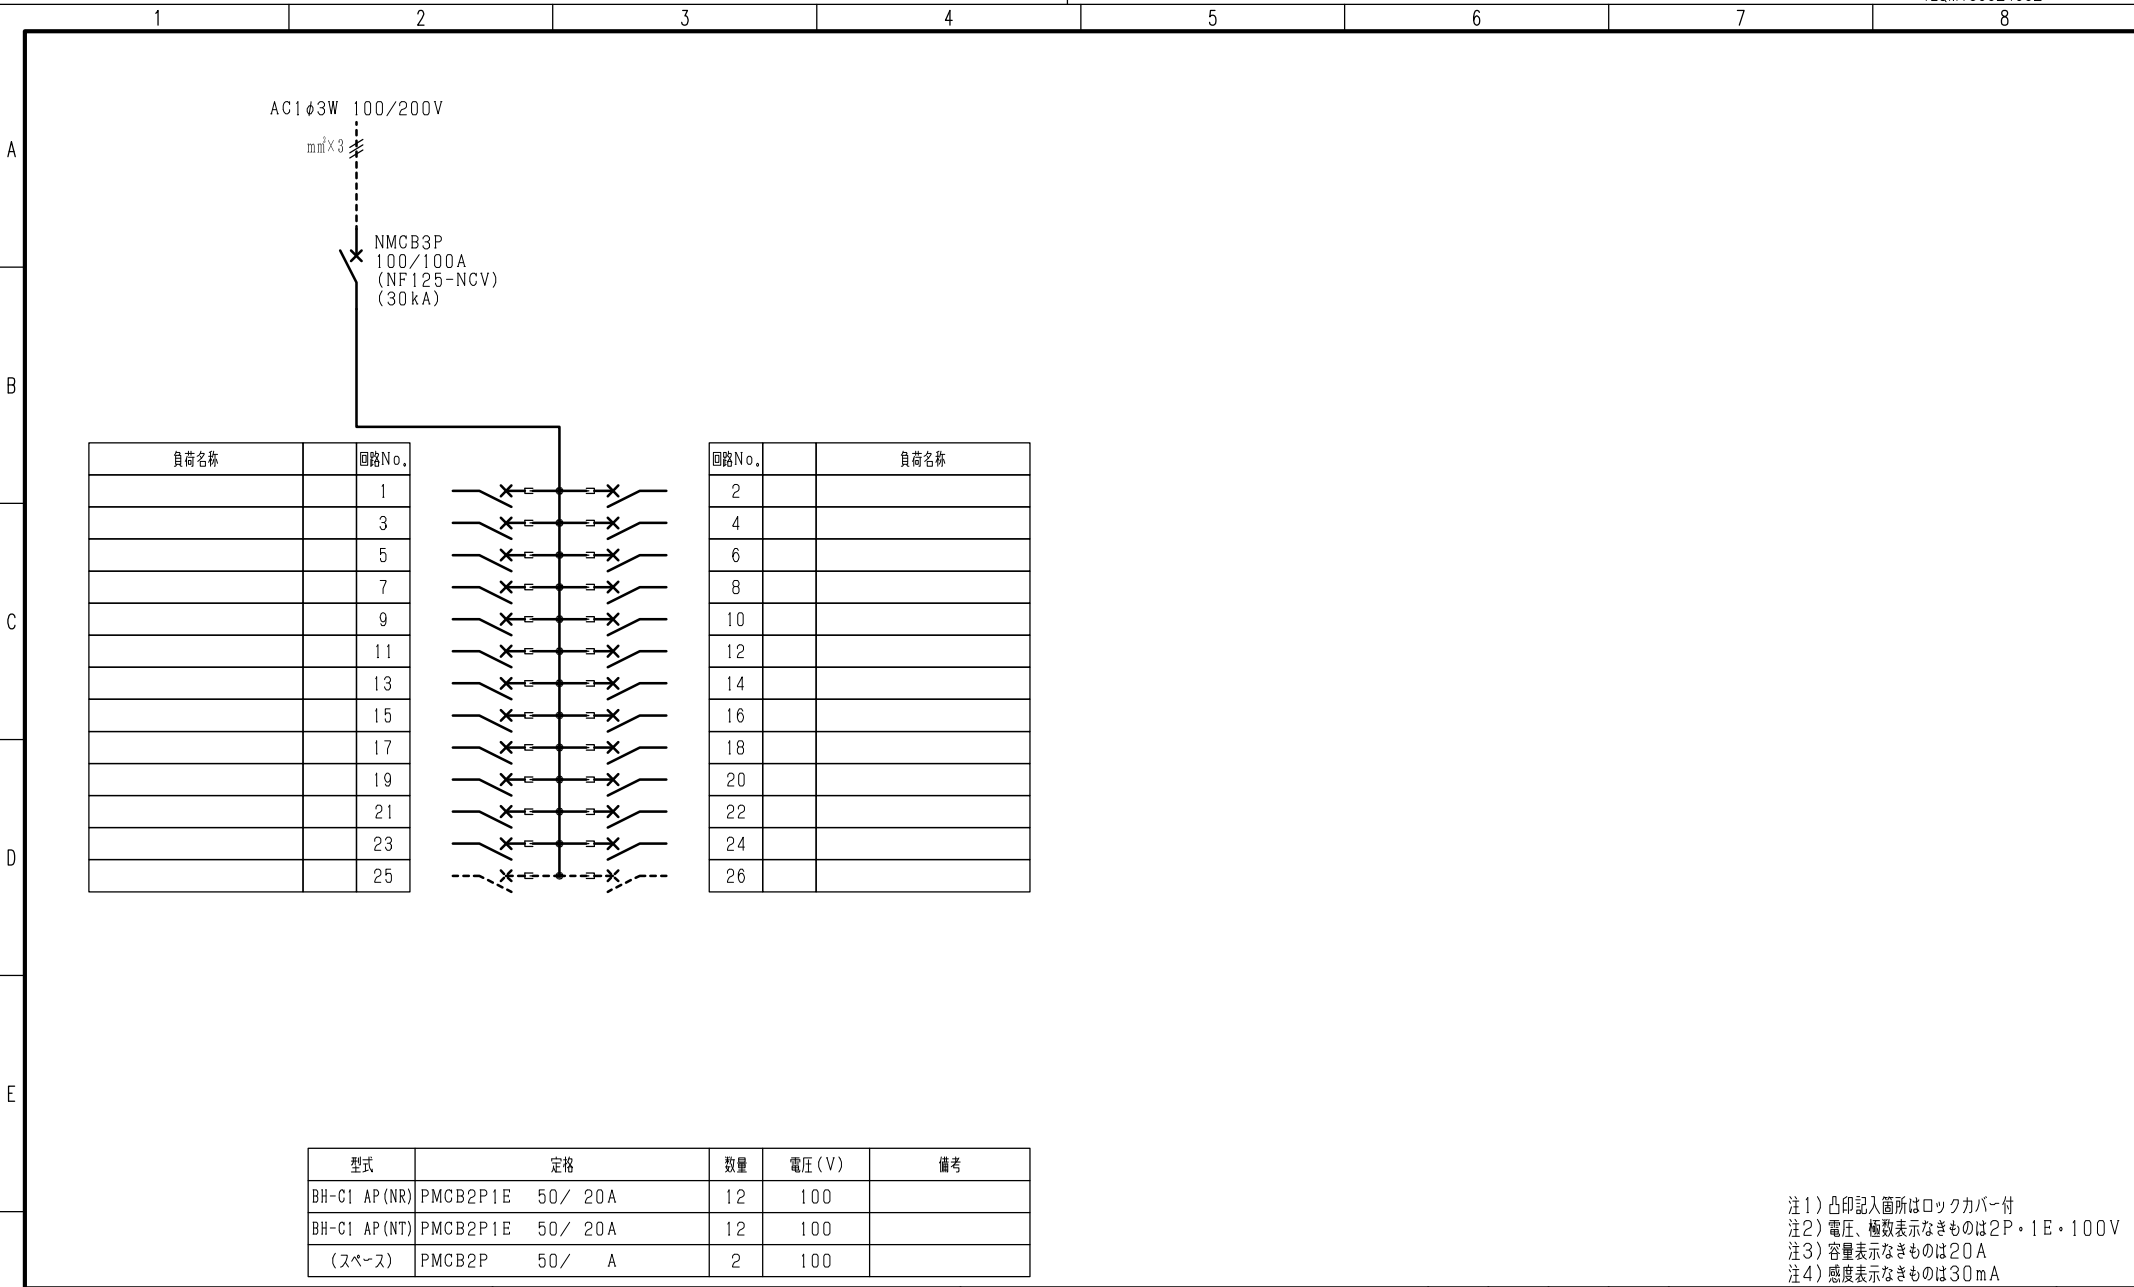 1 2 3 4 5 6 7 8
A
B
C
D
E
AC1φ3W 100/200V
mm²×3
NMCB3P
100/100A
(NF125-NCV)
(30kA)
負荷名称 回路No. 回路No. 負荷名称
1 2
3 4
5 6
7 8
9 10
11 12
13 14
15 16
17 18
19 20
21 22
23 24
25 26
型式 定格 数量 電圧(V) 備考
BH-C1 AP(NR) PMCB2P1E 50/ 20A 12 100
BH-C1 AP(NT) PMCB2P1E 50/ 20A 12 100
(スペース) PMCB2P 50/ A 2 100
注1)凸印記入箇所はロックカバー付
注2)電圧、極数表示なきものは2P・1E・100V
注3)容量表示なきものは20A
注4)感度表示なきものは30mA